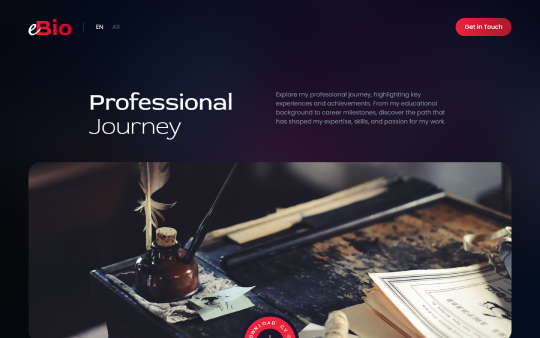 eBio
EN AR
Get in Touch
Professional
Journey
Explore my professional journey, highlighting key
experiences and achievements. From my educational
background to career milestones, discover the path that
has shaped my expertise, skills, and passion for my work.
DOWNLOAD CV